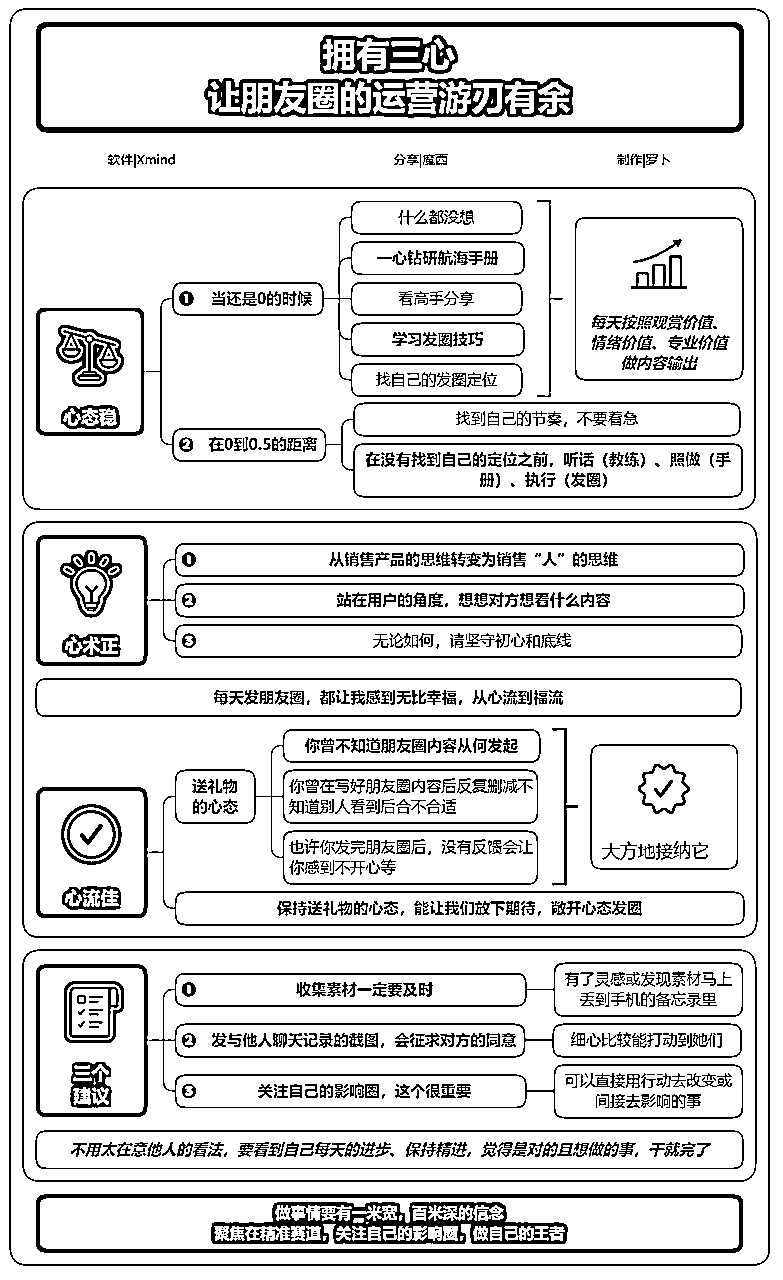 拥有三心
让朋友圈的运营游刃有余
软件|Xmind
分享|魔西
制作|罗卜
心态稳
❶ 当还是0的时候
什么都没想
一心钻研航海手册
看高手分享
学习发圈技巧
找自己的发圈定位
每天按照观赏价值、
情绪价值、专业价值
做内容输出
❷ 在0到0.5的距离
找到自己的节奏，不要着急
在没有找到自己的定位之前，听话（教练）、照做（手
册）、执行（发圈）
心术正
❶ 从销售产品的思维转变为销售“人”的思维
❷ 站在用户的角度，想想对方想看什么内容
❸ 无论如何，请坚守初心和底线
每天发朋友圈，都让我感到无比幸福，从心流到福流
心流佳
送礼物
的心态
你曾不知道朋友圈内容从何发起
你曾在写好朋友圈内容后反复删减不
知道别人看到后合不合适
也许你发完朋友圈后，没有反馈会让
你感到不开心等
大方地接纳它
保持送礼物的心态，能让我们放下期待，敞开心态发圈
三个
建议
❶ 收集素材一定要及时
有了灵感或发现素材马上
丢到手机的备忘录里
❷ 发与他人聊天记录的截图，会征求对方的同意
细心比较能打动到她们
❸ 关注自己的影响圈，这个很重要
可以直接用行动去改变或
间接去影响的事
不用太在意他人的看法，要看到自己每天的进步、保持精进，觉得是对的且想做的事，干就完了
做事情要有一米宽，百米深的信念
聚焦在精准赛道，关注自己的影响圈，做自己的王者